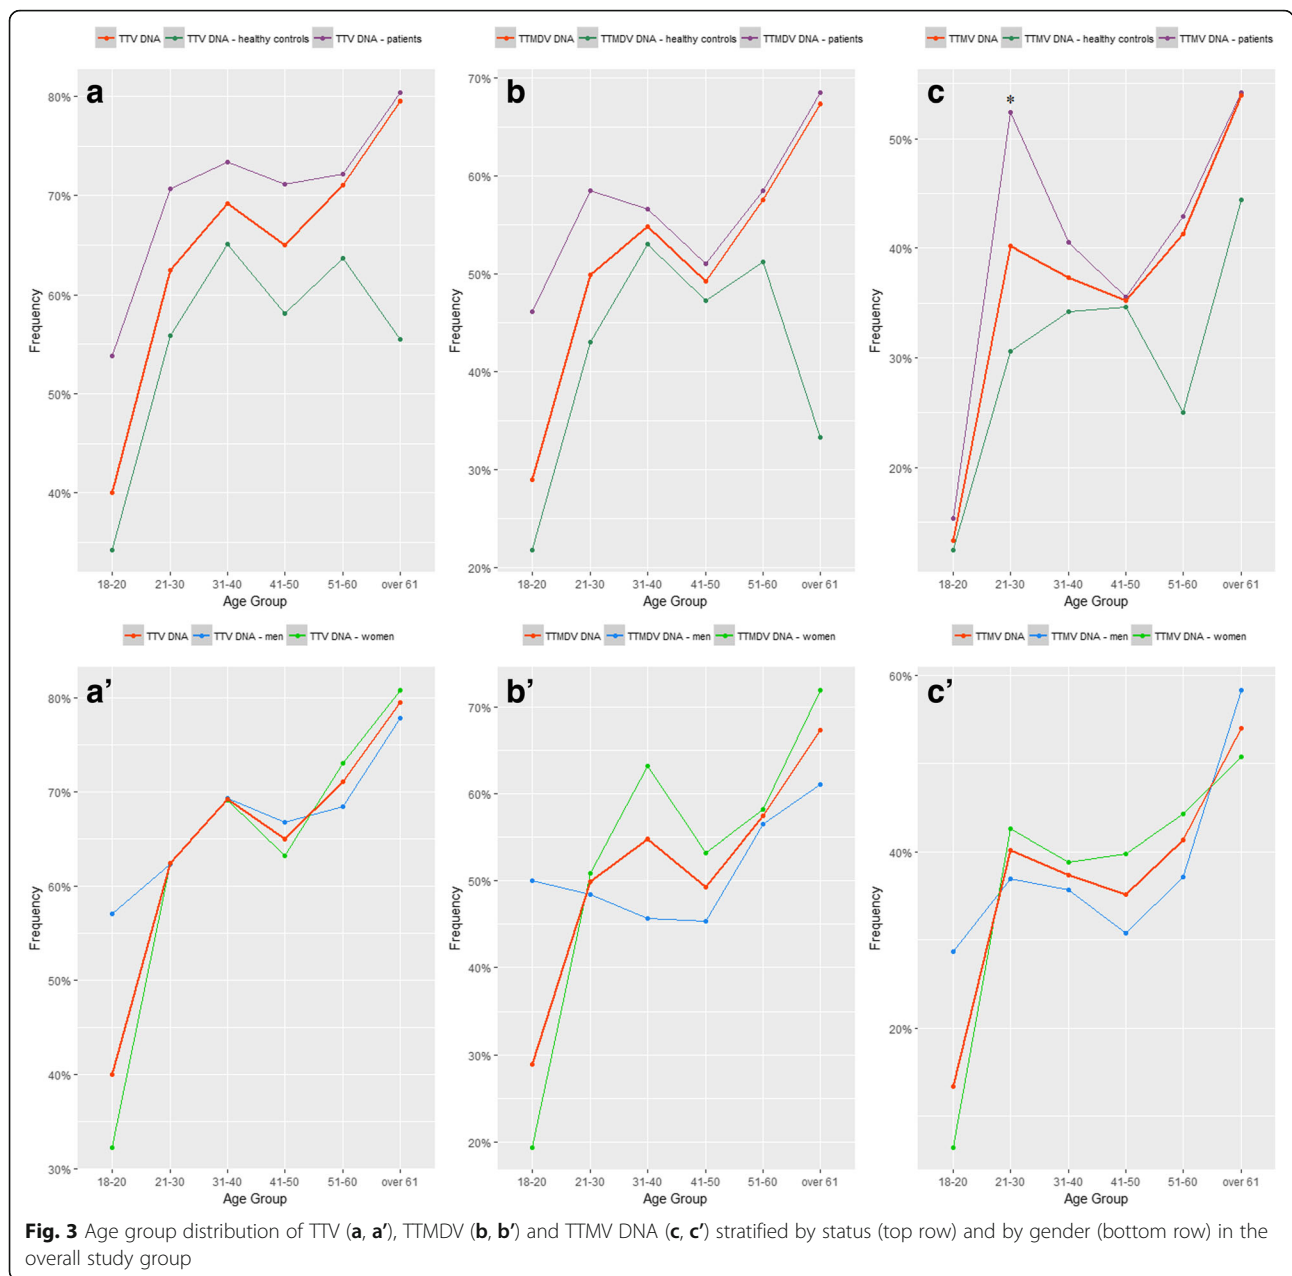 TTV DNA TTV DNA - healthy controls TTV DNA - patients
a
80%
70%
60%
50%
40%
Frequency
18-20 21-30 31-40 41-50 51-60 over 61
Age Group
TTMDV DNA TTMDV DNA - healthy controls TTMDV DNA - patients
b
70%
60%
50%
40%
30%
20%
Frequency
18-20 21-30 31-40 41-50 51-60 over 61
Age Group
TTMV DNA TTMV DNA - healthy controls TTMV DNA - patients
c
*
50%
40%
30%
20%
Frequency
18-20 21-30 31-40 41-50 51-60 over 61
Age Group
TTV DNA TTV DNA - men TTV DNA - women
a’
80%
70%
60%
50%
40%
30%
Frequency
18-20 21-30 31-40 41-50 51-60 over 61
Age Group
TTMDV DNA TTMDV DNA - men TTMDV DNA - women
b’
70%
60%
50%
40%
30%
20%
Frequency
18-20 21-30 31-40 41-50 51-60 over 61
Age Group
TTMV DNA TTMV DNA - men TTMV DNA - women
c’
60%
40%
20%
Frequency
18-20 21-30 31-40 41-50 51-60 over 61
Age Group
Fig. 3 Age group distribution of TTV (a, a’), TTMDV (b, b’) and TTMV DNA (c, c’) stratified by status (top row) and by gender (bottom row) in the
overall study group